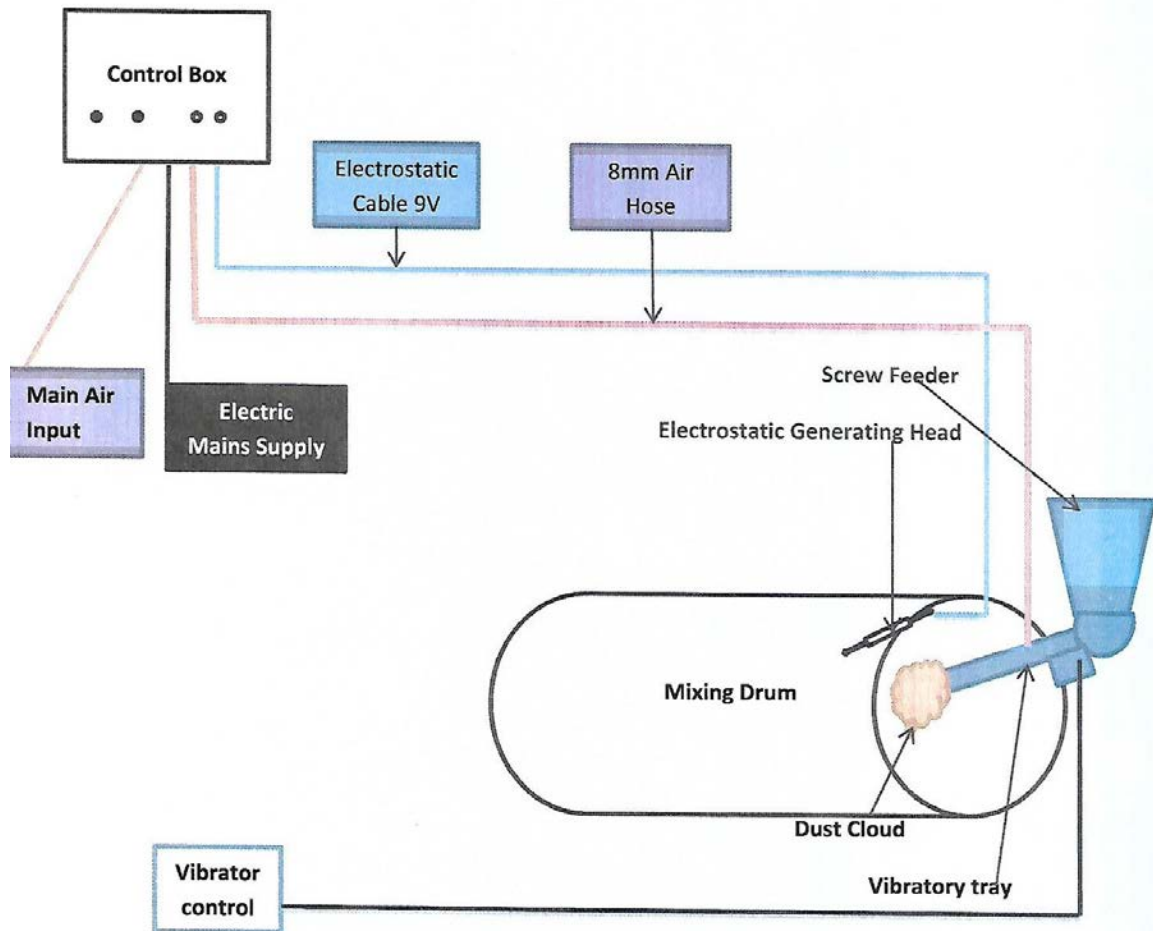 Control Box
Electrostatic
Cable 9V
8mm Air
Hose
Main Air
Input
Electric
Mains Supply
Screw Feeder
Electrostatic Generating Head
Mixing Drum
Dust Cloud
Vibratory tray
Vibrator
control